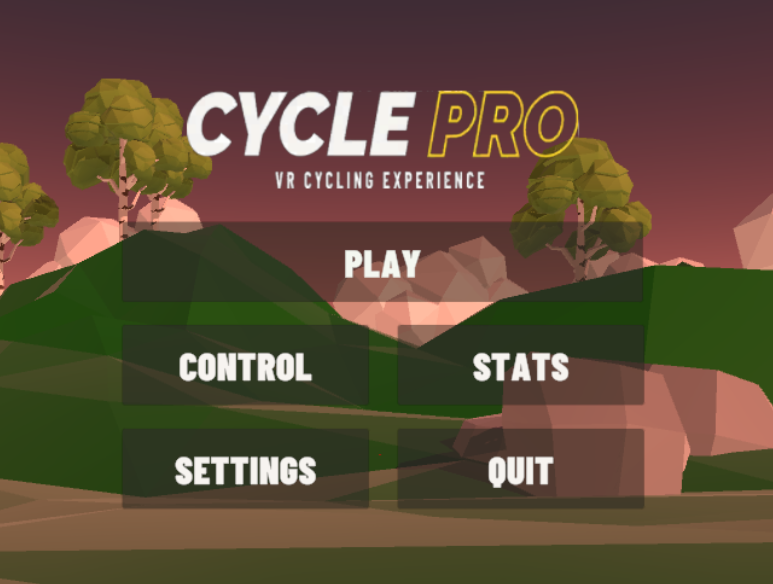 CYCLE PRO
VR CYCLING EXPERIENCE
PLAY
CONTROL
STATS
SETTINGS
QUIT